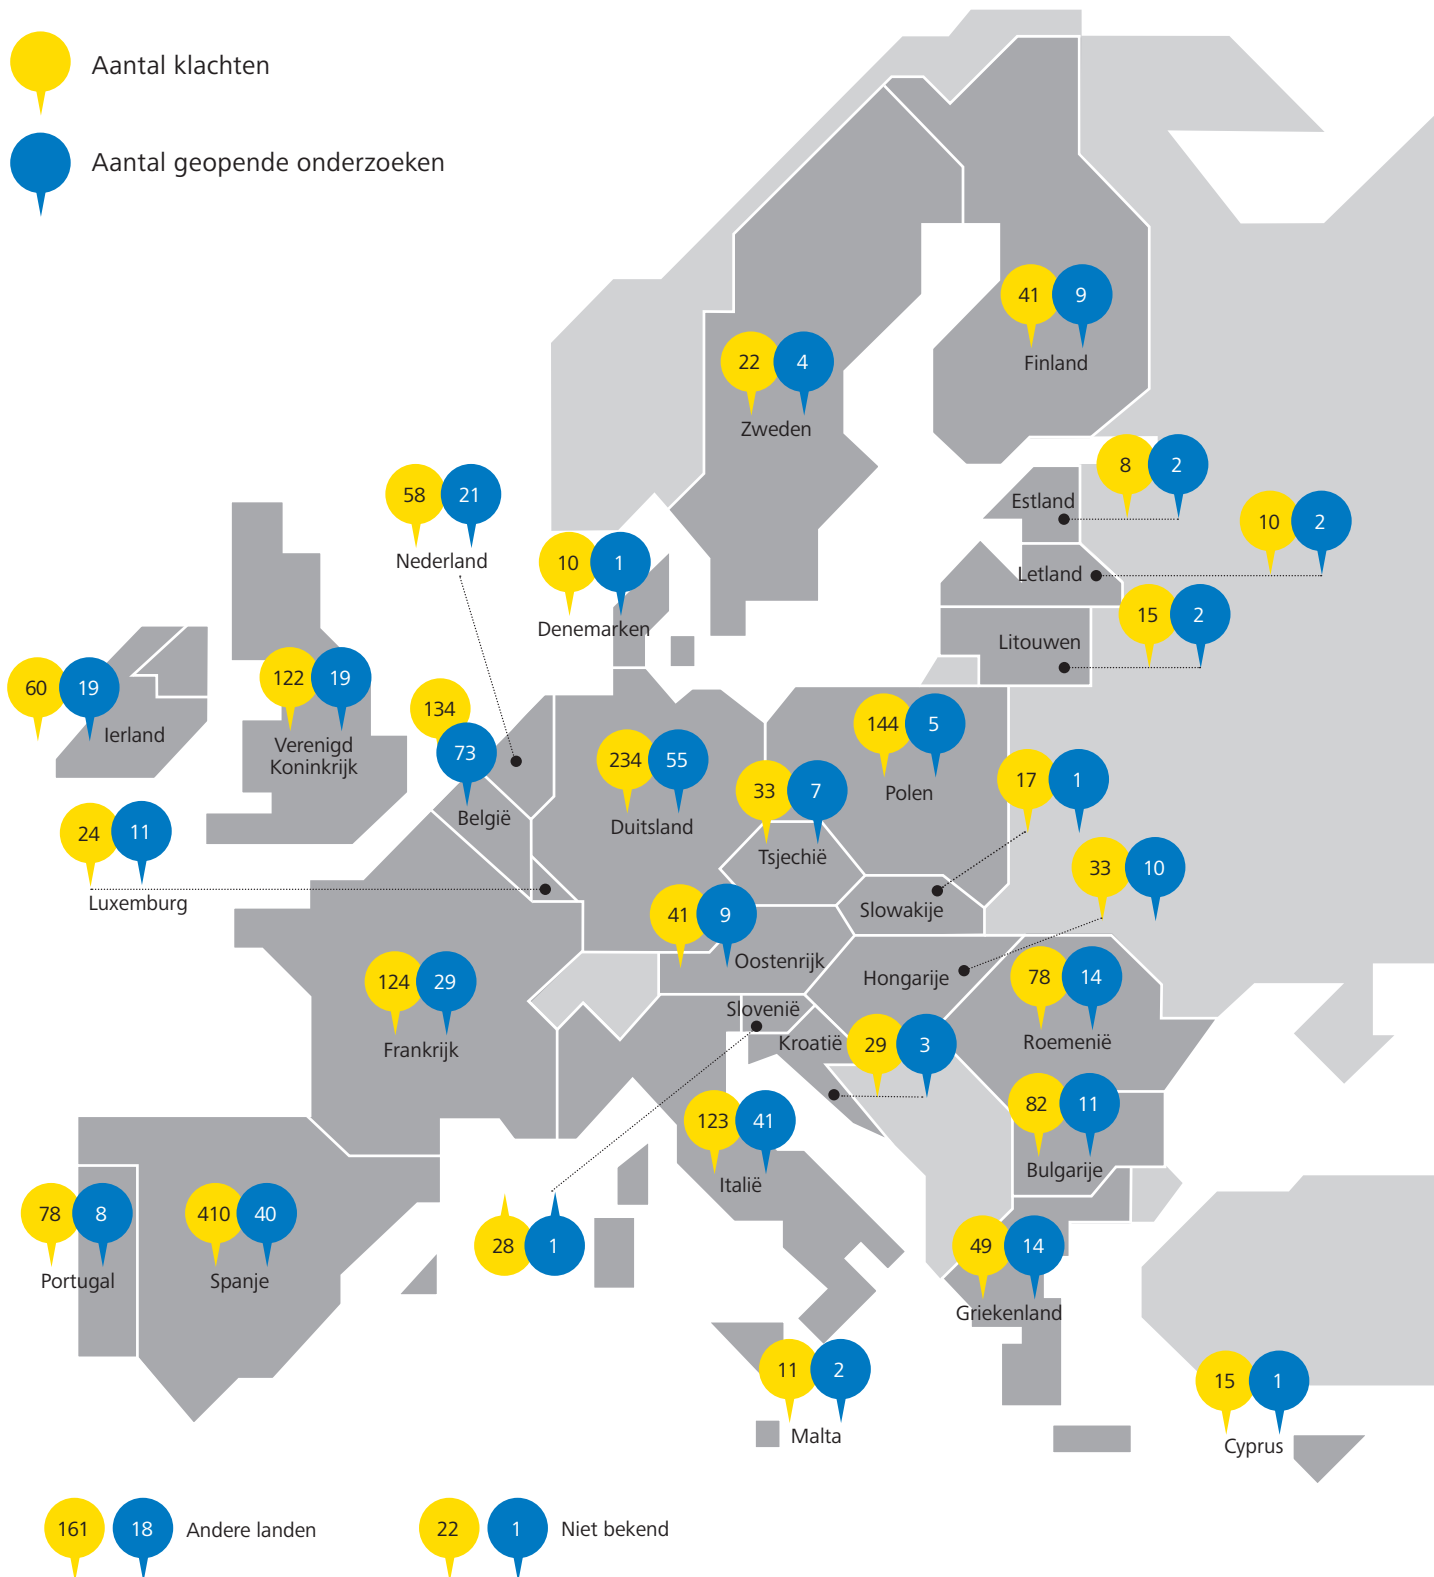 Aantal klachten
Aantal geopende onderzoeken
41 9
Finland
22 4
Zweden
8 2
Estland
10 2
Letland
58 21
Nederland
10 1
Denemarken
15 2
Litouwen
60 19
Ierland
122 19
Verenigd
Koninkrijk
134
73
België
234 55
Duitsland
144 5
Polen
33 7
Tsjechië
17 1
Slowakije
24 11
Luxemburg
33 10
Hongarije
41 9
Oostenrijk
124 29
Frankrijk
78 14
Roemenië
Slovenië
28 1
Kroatië
29 3
123 41
Italië
82 11
Bulgarije
78 8
Portugal
410 40
Spanje
49 14
Griekenland
11 2
Malta
15 1
Cyprus
161 18 Andere landen
22 1 Niet bekend